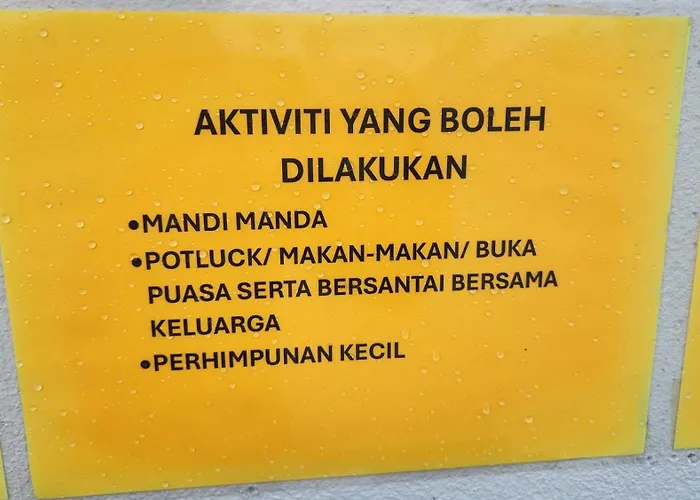 AKTIVITI YANG BOLEH
DILAKUKAN
•MANDI MANDA
•POTLUCK/ MAKAN-MAKAN/ BUKA
PUASA SERTA BERSANTAI BERSAMA
KELUARGA
•PERHIMPUNAN KECIL